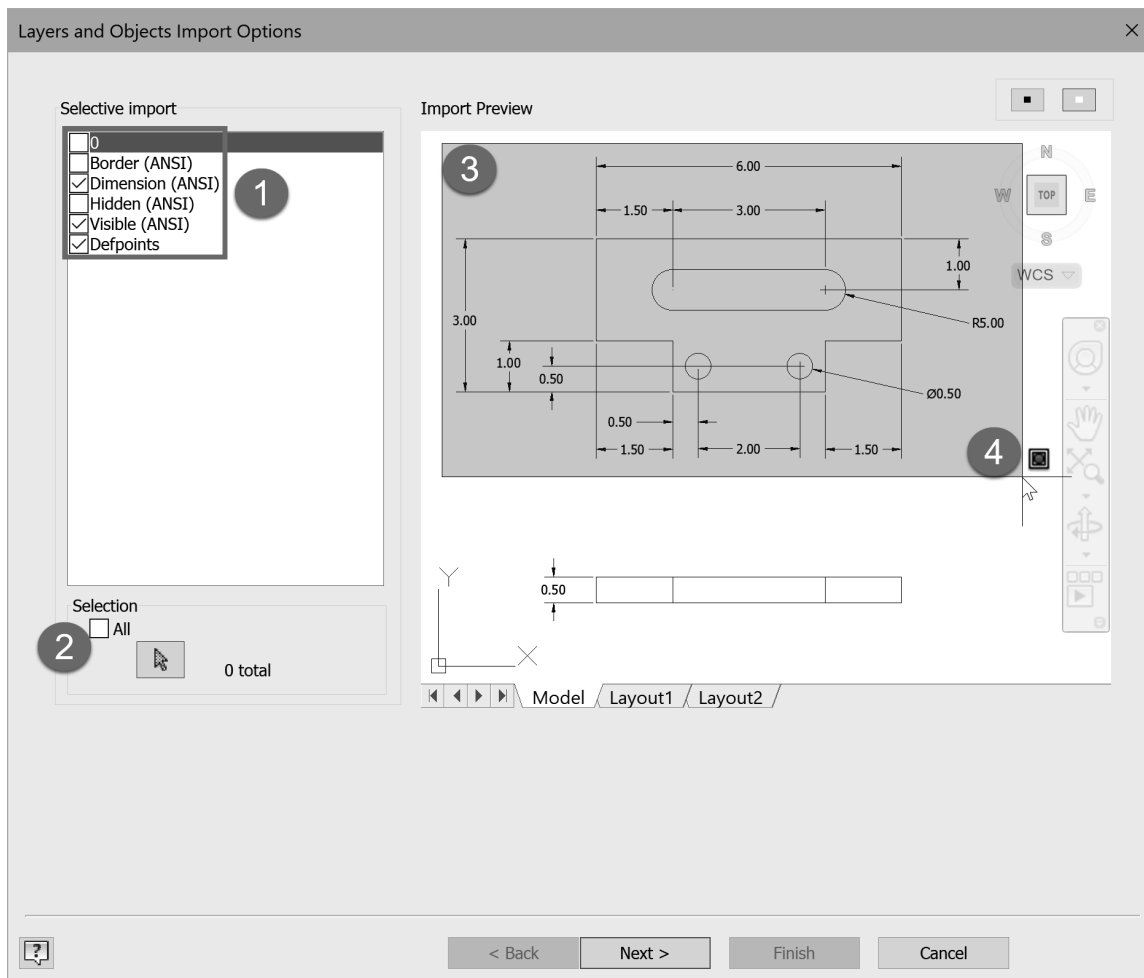 Layers and Objects Import Options
Selective import
0
Border (ANSI)
Dimension (ANSI)
Hidden (ANSI)
Visible (ANSI)
Defpoints
1
Selection
All
2
0 total
Import Preview
3
6.00
1.50
3.00
1.00
3.00
R5.00
1.00
0.50
Ø0.50
0.50
1.50
2.00
1.50
4
N
W
TOP
E
S
WCS
0.50
Y
X
Model
Layout1
Layout2
?
< Back
Next >
Finish
Cancel